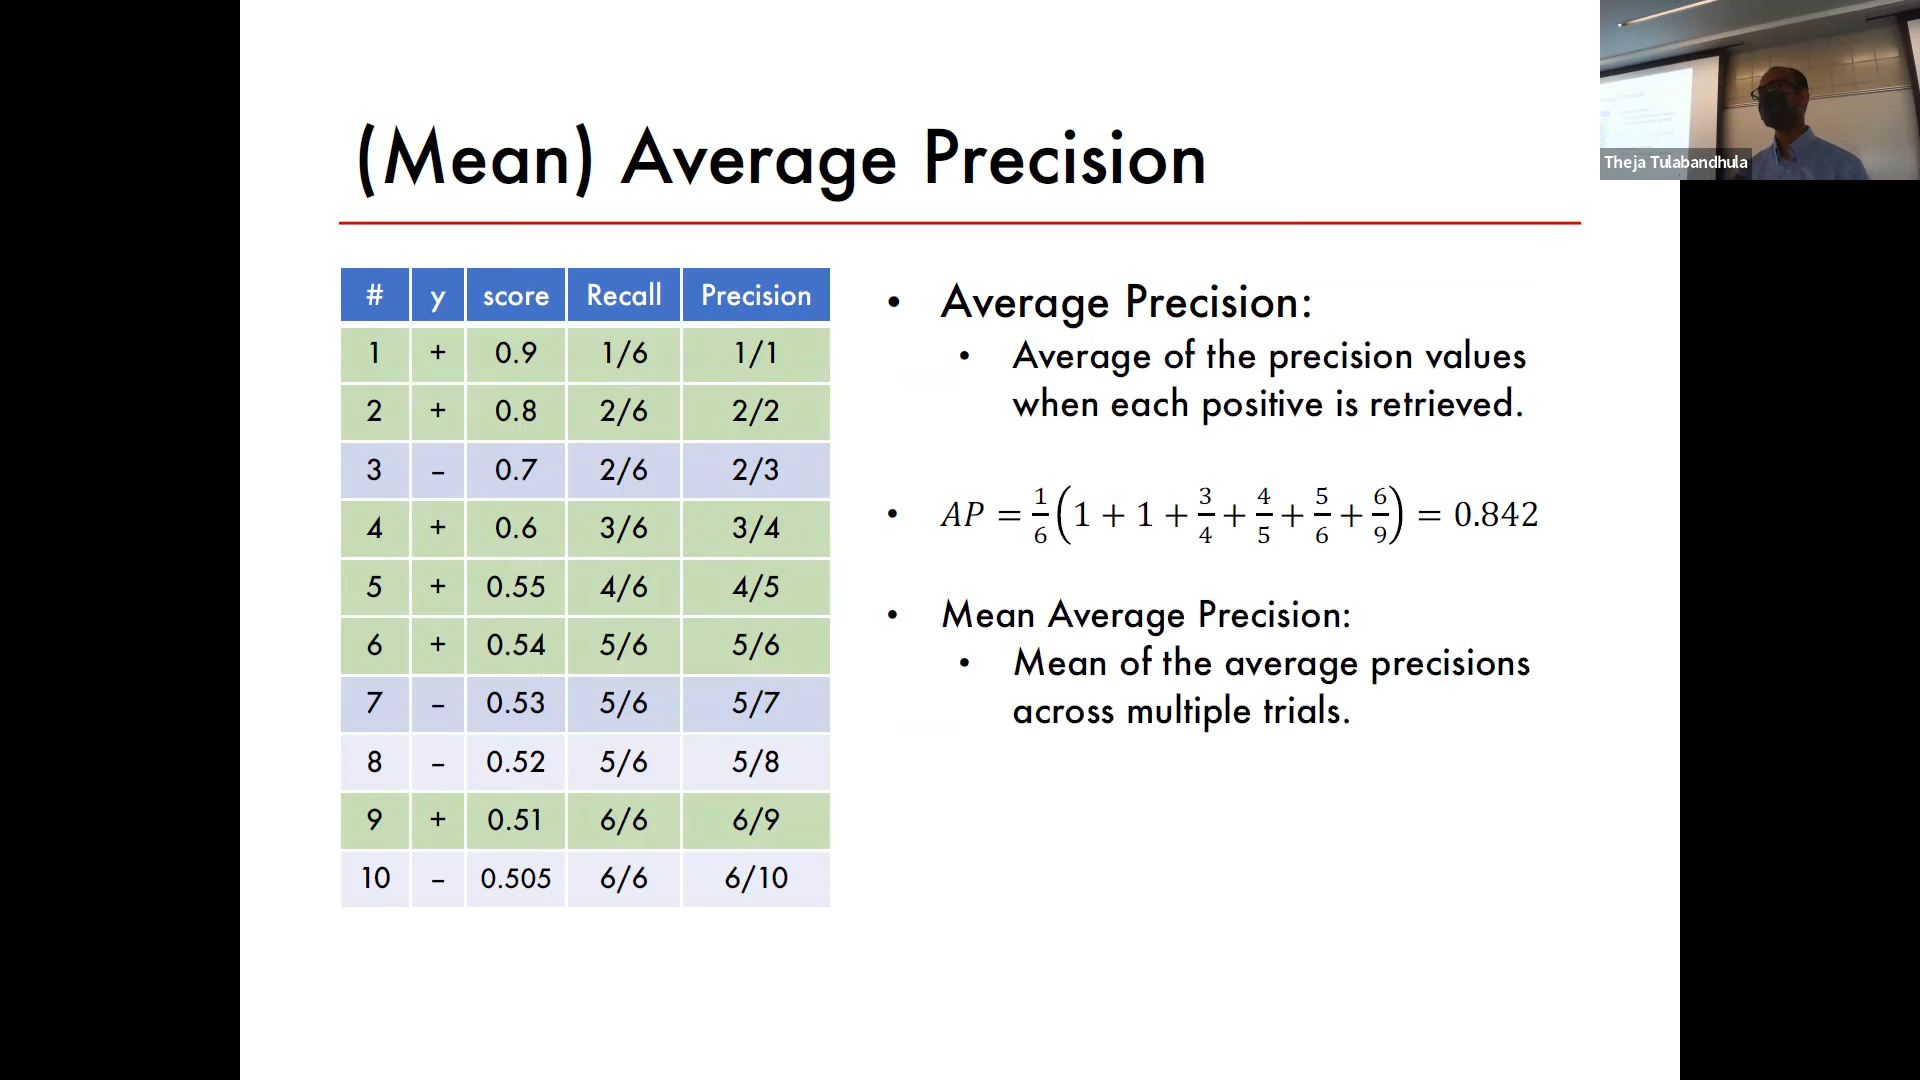 Theja Tulabandhula
(Mean) Average Precision
# y score Recall Precision
1 + 0.9 1/6 1/1
2 + 0.8 2/6 2/2
3 – 0.7 2/6 2/3
4 + 0.6 3/6 3/4
5 + 0.55 4/6 4/5
6 + 0.54 5/6 5/6
7 – 0.53 5/6 5/7
8 – 0.52 5/6 5/8
9 + 0.51 6/6 6/9
10 – 0.505 6/6 6/10
• Average Precision:
• Average of the precision values
when each positive is retrieved.
• AP = 1/6 (1 + 1 + 3/4 + 4/5 + 5/6 + 6/9) = 0.842
• Mean Average Precision:
• Mean of the average precisions
across multiple trials.